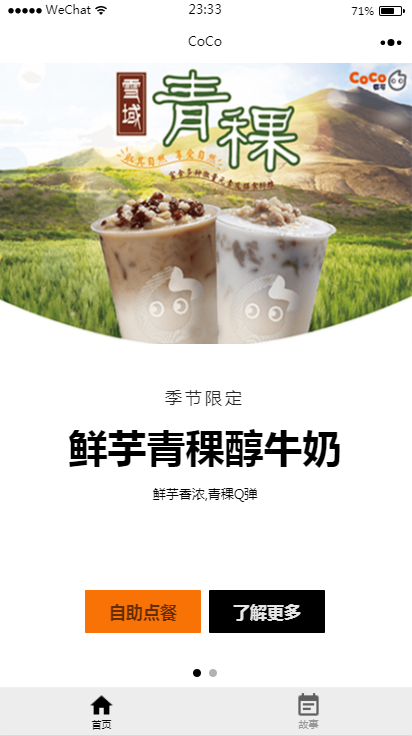 WeChat
23:33
71%
CoCo
雪域
青稞
CoCo
都可
季节限定
鲜芋青稞醇牛奶
鲜芋香浓,青稞Q弹
自助点餐
了解更多
首页
故事